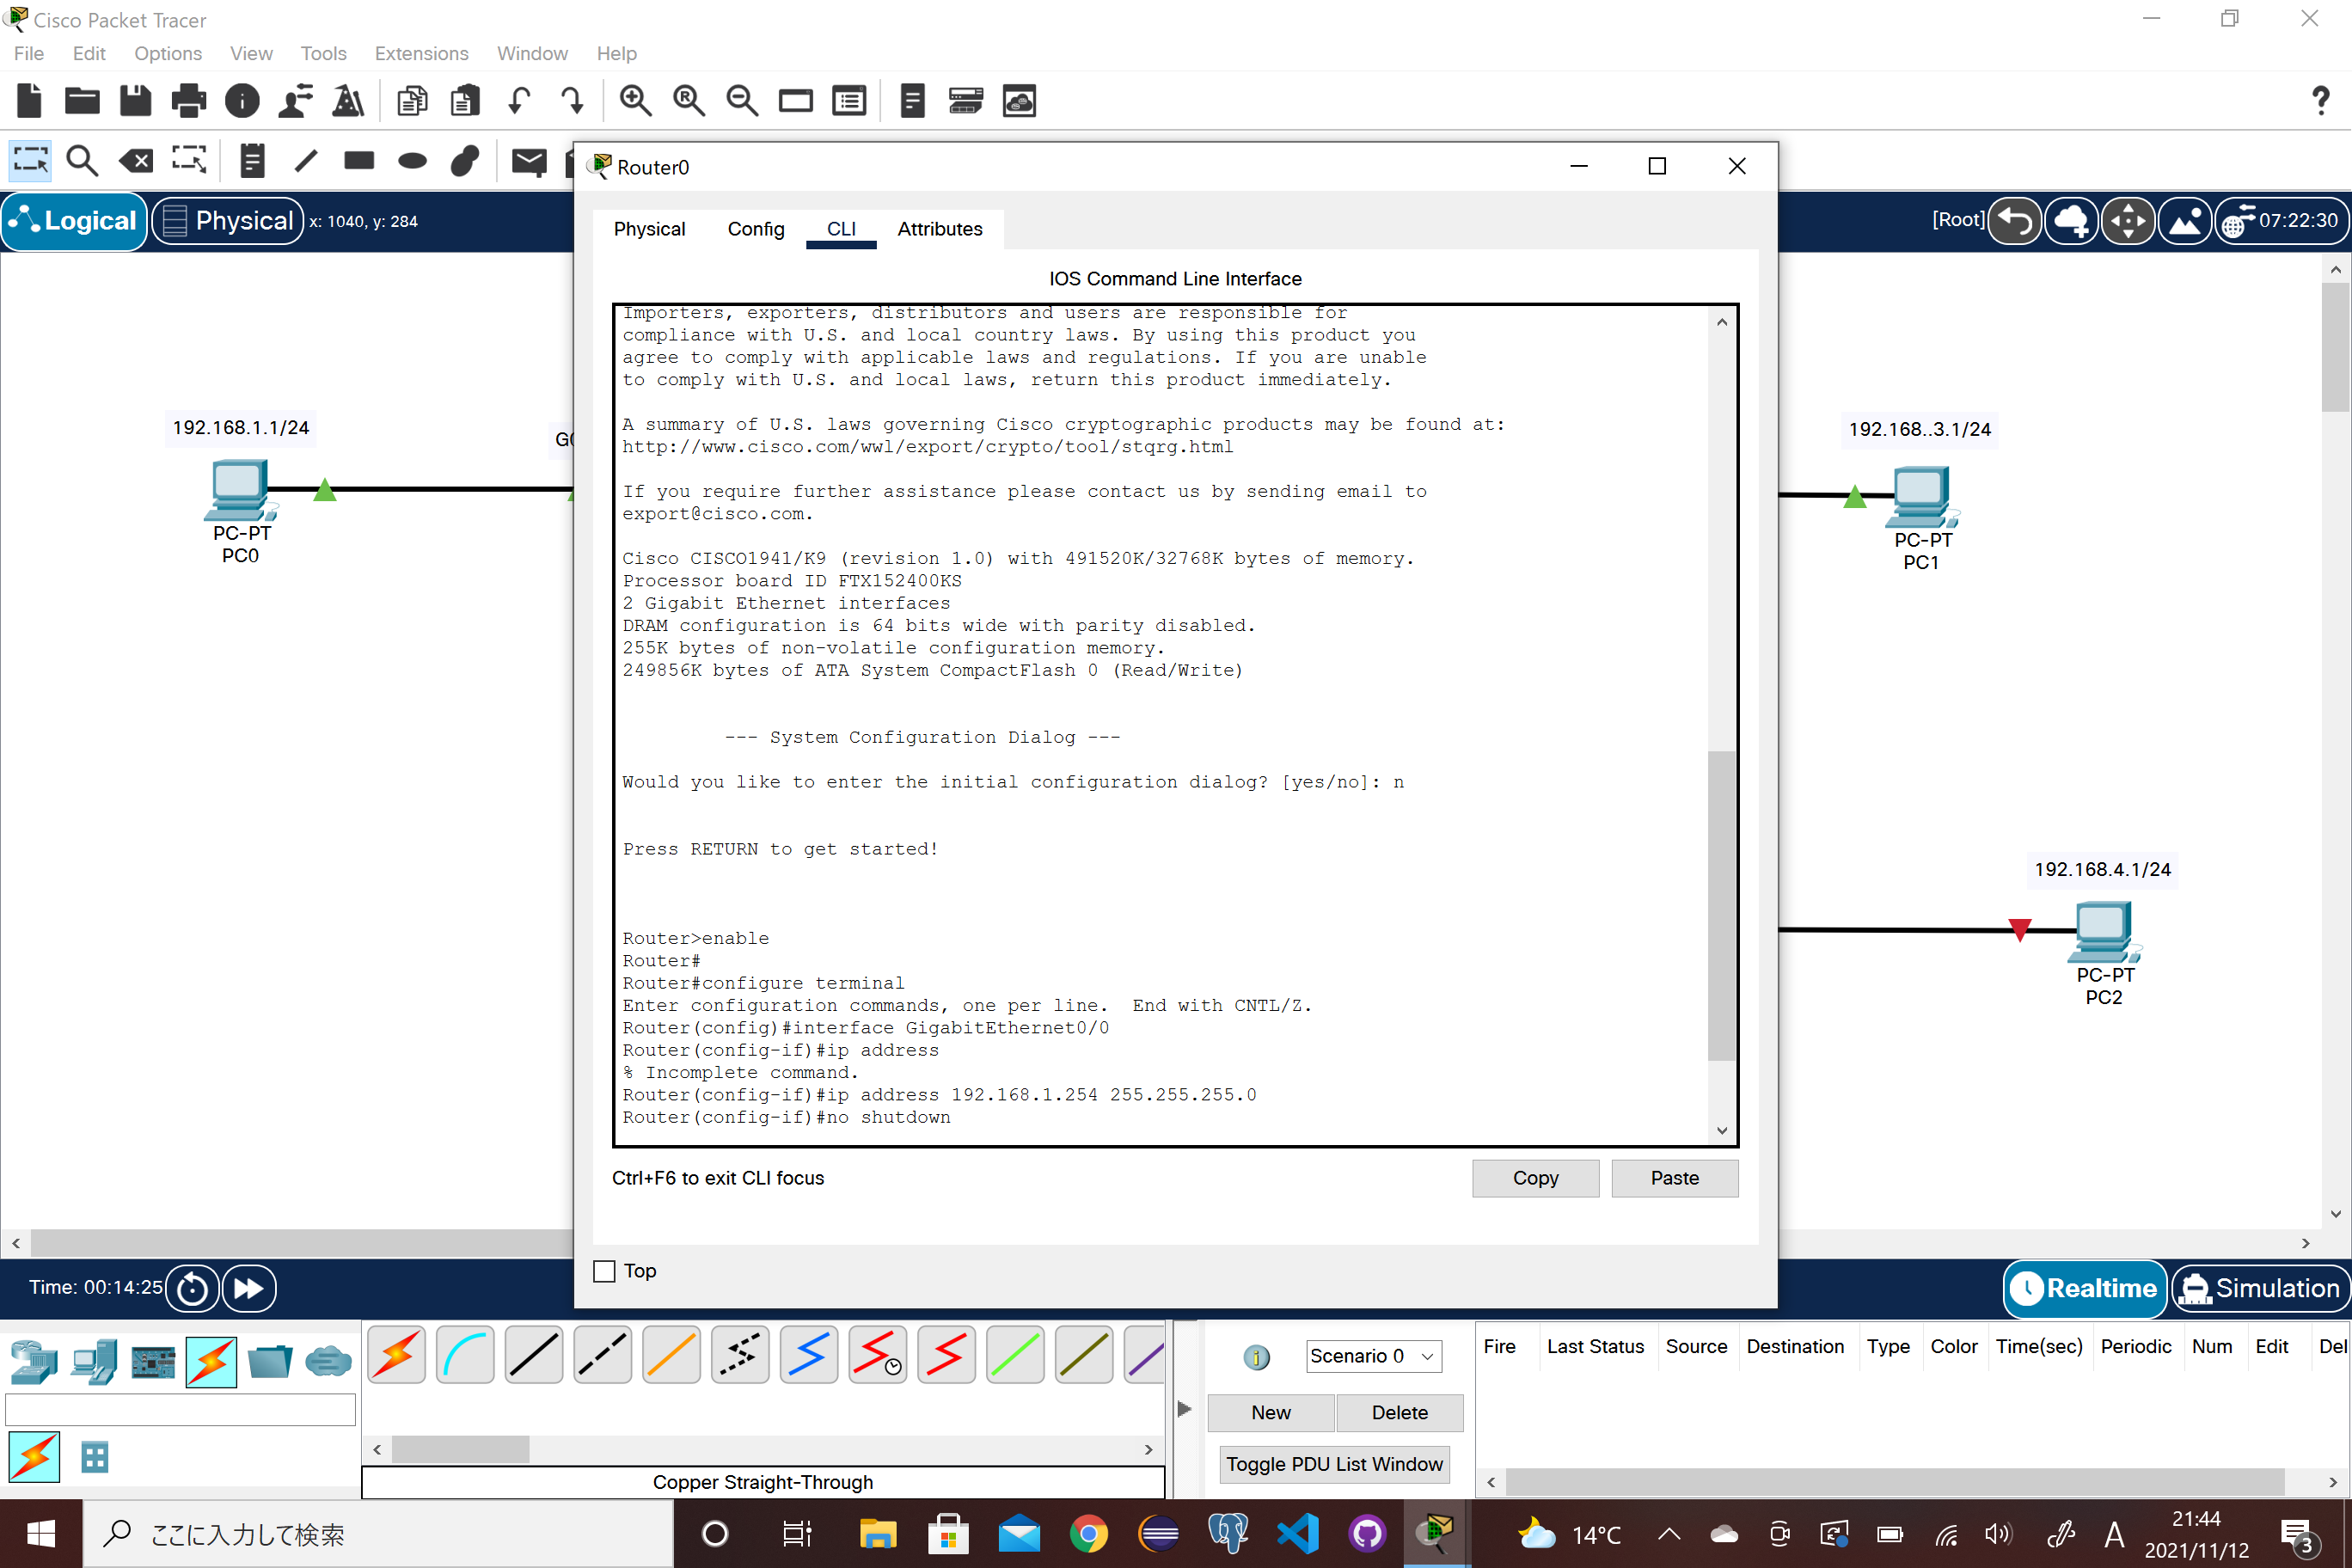 Cisco Packet Tracer
File Edit Options View Tools Extensions Window Help
Logical
Physical
x: 1040, y: 284
[Root]
07:22:30
Router0
Physical Config CLI Attributes
IOS Command Line Interface
Importers, exporters, distributors and users are responsible for
compliance with U.S. and local country laws. By using this product you
agree to comply with applicable laws and regulations. If you are unable
to comply with U.S. and local laws, return this product immediately.
A summary of U.S. laws governing Cisco cryptographic products may be found at:
http://www.cisco.com/wwl/export/crypto/tool/stqrg.html
If you require further assistance please contact us by sending email to
export@cisco.com.
Cisco CISCO1941/K9 (revision 1.0) with 491520K/32768K bytes of memory.
Processor board ID FTX152400KS
2 Gigabit Ethernet interfaces
DRAM configuration is 64 bits wide with parity disabled.
255K bytes of non-volatile configuration memory.
249856K bytes of ATA System CompactFlash 0 (Read/Write)
--- System Configuration Dialog ---
Would you like to enter the initial configuration dialog? [yes/no]: n
Press RETURN to get started!
Router>enable
Router#
Router#configure terminal
Enter configuration commands, one per line.  End with CNTL/Z.
Router(config)#interface GigabitEthernet0/0
Router(config-if)#ip address
% Incomplete command.
Router(config-if)#ip address 192.168.1.254 255.255.255.0
Router(config-if)#no shutdown
Ctrl+F6 to exit CLI focus
Copy
Paste
Top
192.168.1.1/24
PC-PT
PC0
192.168..3.1/24
PC-PT
PC1
192.168.4.1/24
PC-PT
PC2
Time: 00:14:25
Realtime
Simulation
Copper Straight-Through
Scenario 0
New
Delete
Toggle PDU List Window
Fire Last Status Source Destination Type Color Time(sec) Periodic Num Edit Del
ここに入力して検索
14°C
A
21:44
2021/11/12
3